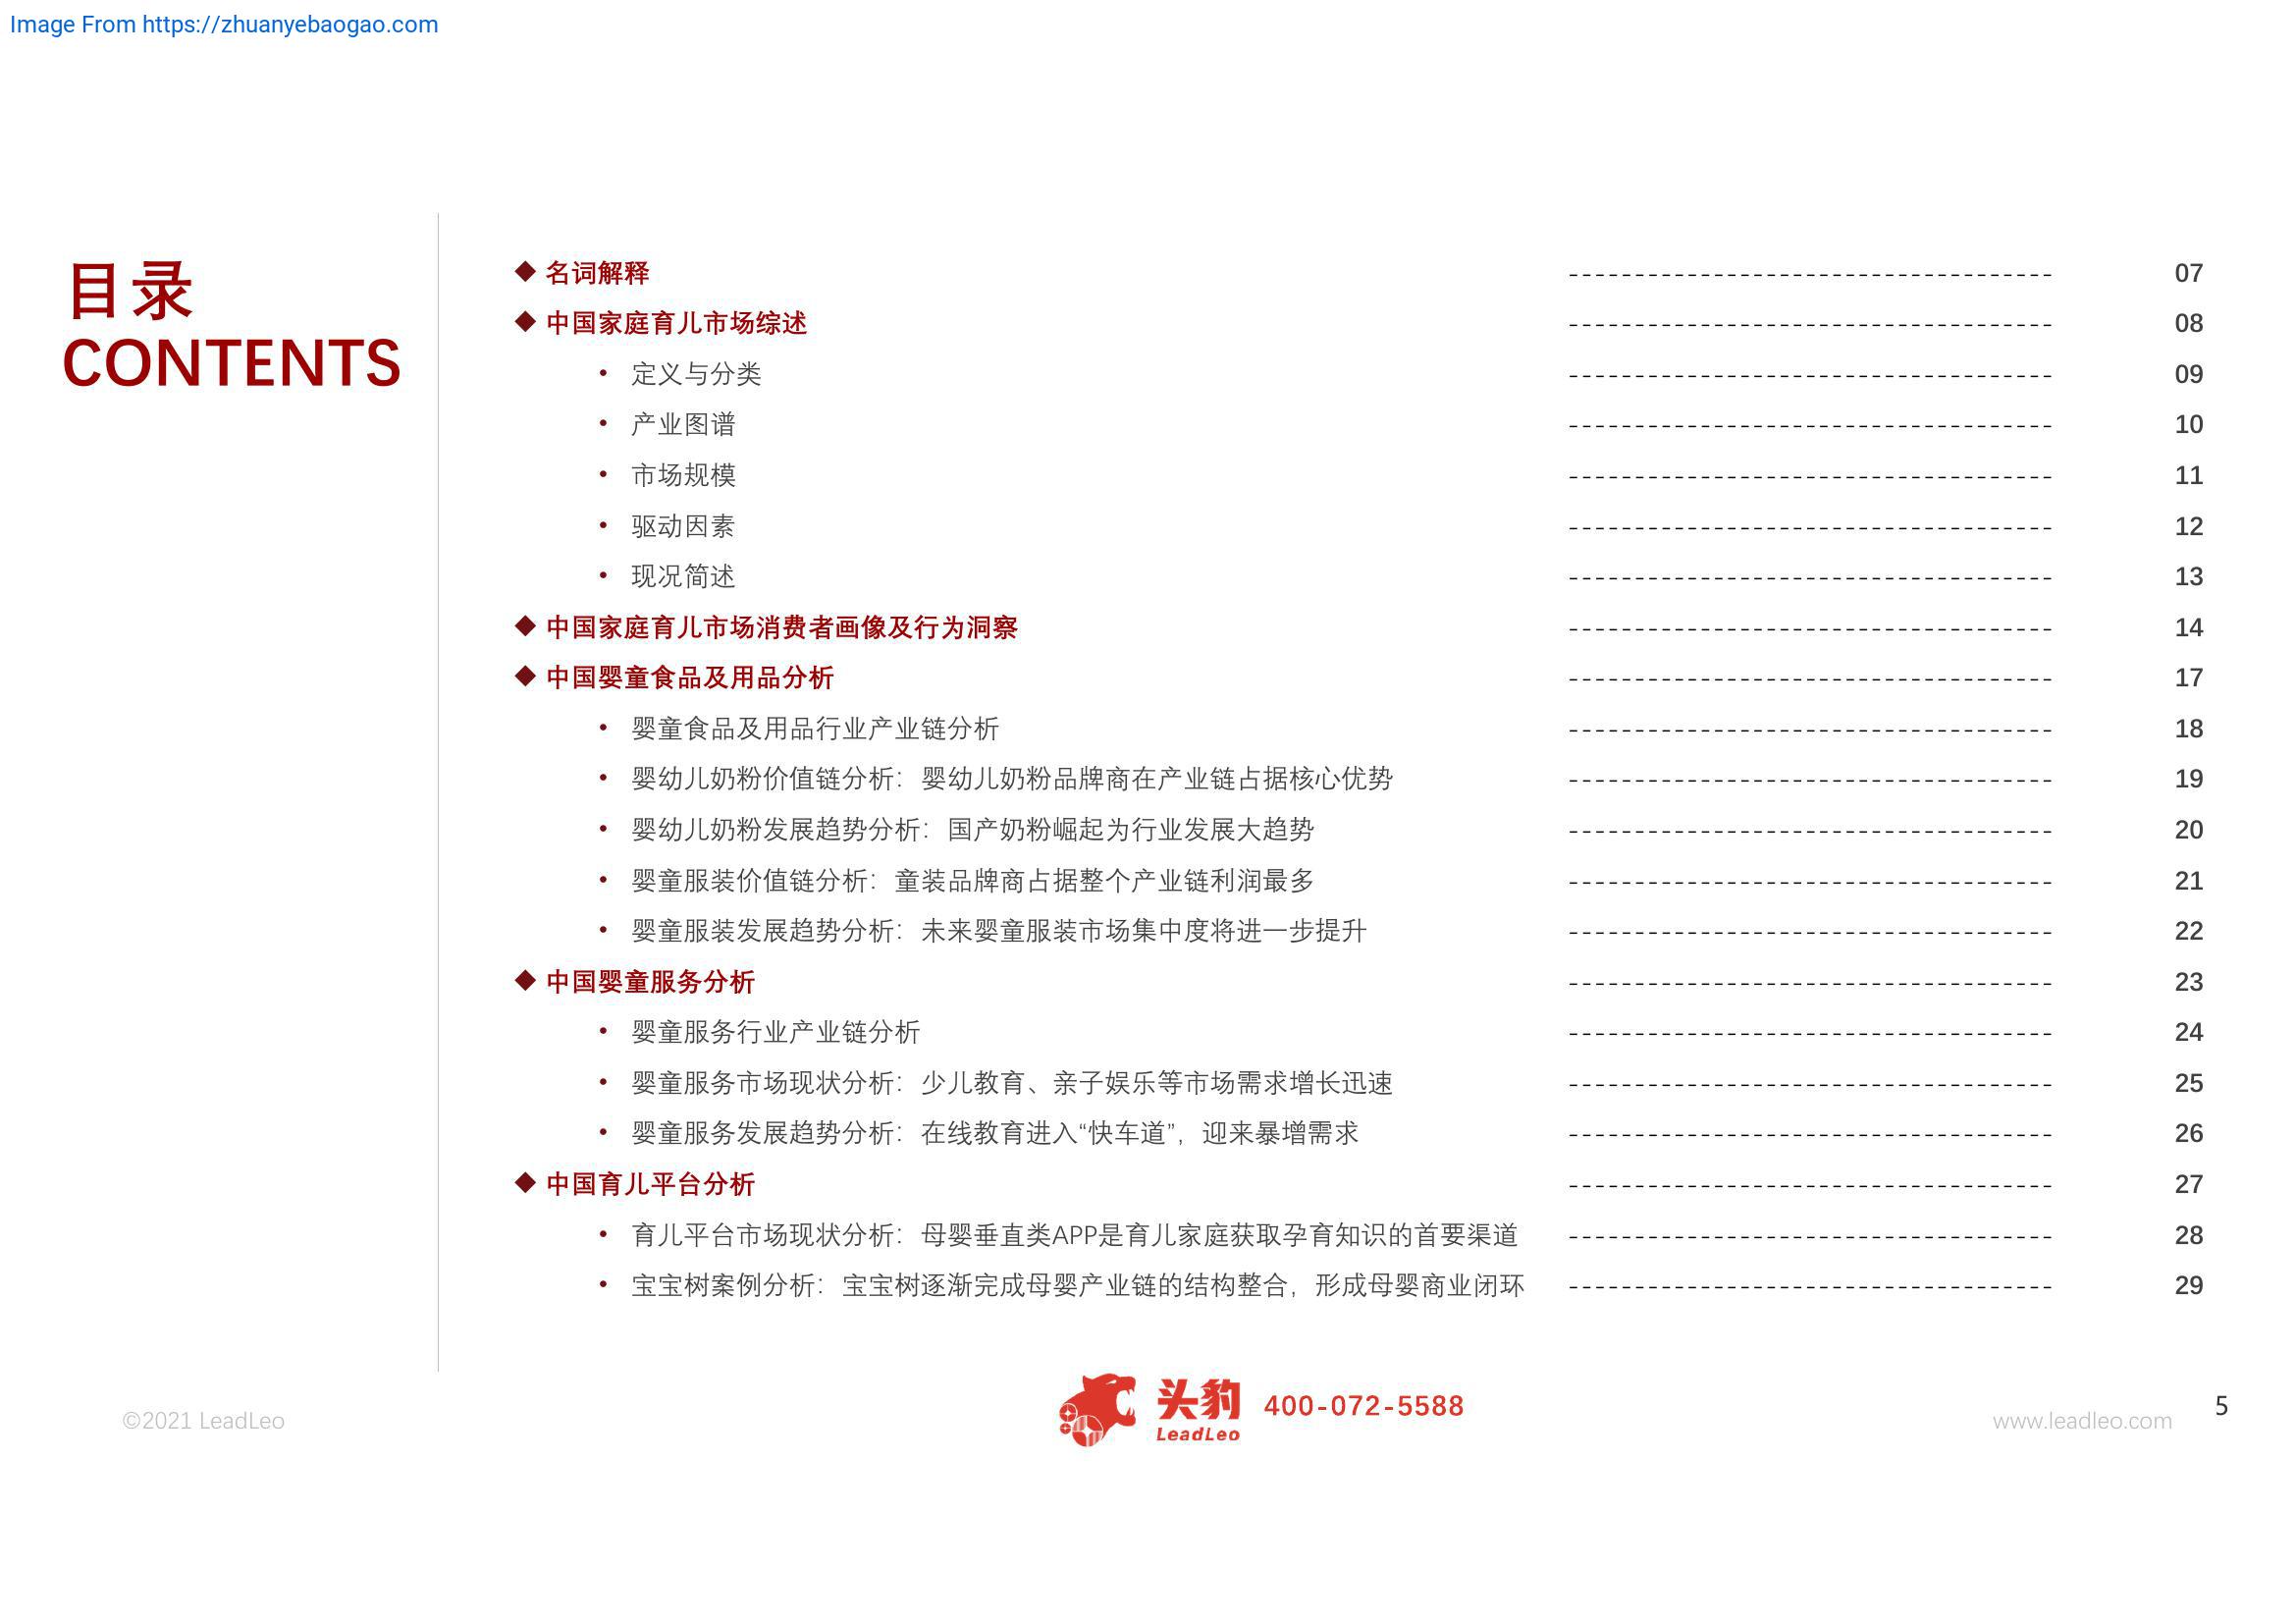 Image From https://zhuanyebaogao.com
目录
CONTENTS
◆ 名词解释 ------------------------------------- 07
◆ 中国家庭育儿市场综述 ------------------------------------- 08
• 定义与分类 ------------------------------------- 09
• 产业图谱 ------------------------------------- 10
• 市场规模 ------------------------------------- 11
• 驱动因素 ------------------------------------- 12
• 现况简述 ------------------------------------- 13
◆ 中国家庭育儿市场消费者画像及行为洞察 ------------------------------------- 14
◆ 中国婴童食品及用品分析 ------------------------------------- 17
• 婴童食品及用品行业产业链分析 ------------------------------------- 18
• 婴幼儿奶粉价值链分析：婴幼儿奶粉品牌商在产业链占据核心优势 ------------------------------------- 19
• 婴幼儿奶粉发展趋势分析：国产奶粉崛起为行业发展大趋势 ------------------------------------- 20
• 婴童服装价值链分析：童装品牌商占据整个产业链利润最多 ------------------------------------- 21
• 婴童服装发展趋势分析：未来婴童服装市场集中度将进一步提升 ------------------------------------- 22
◆ 中国婴童服务分析 ------------------------------------- 23
• 婴童服务行业产业链分析 ------------------------------------- 24
• 婴童服务市场现状分析：少儿教育、亲子娱乐等市场需求增长迅速 ------------------------------------- 25
• 婴童服务发展趋势分析：在线教育进入“快车道”，迎来暴增需求 ------------------------------------- 26
◆ 中国育儿平台分析 ------------------------------------- 27
• 育儿平台市场现状分析：母婴垂直类APP是育儿家庭获取孕育知识的首要渠道 ------------------------------------- 28
• 宝宝树案例分析：宝宝树逐渐完成母婴产业链的结构整合，形成母婴商业闭环 ------------------------------------- 29
©2021 LeadLeo
头豹
LeadLeo
400-072-5588
www.leadleo.com
5